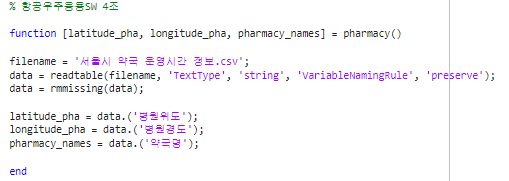 % 항공우주응용SW 4조
function [latitude_pha, longitude_pha, pharmacy_names] = pharmacy()
filename = '서울시 약국 운영시간 정보.csv';
data = readtable(filename, 'TextType', 'string', 'VariableNamingRule', 'preserve');
data = rmmissing(data);
latitude_pha = data.('병원위도');
longitude_pha = data.('병원경도');
pharmacy_names = data.('약국명');
end